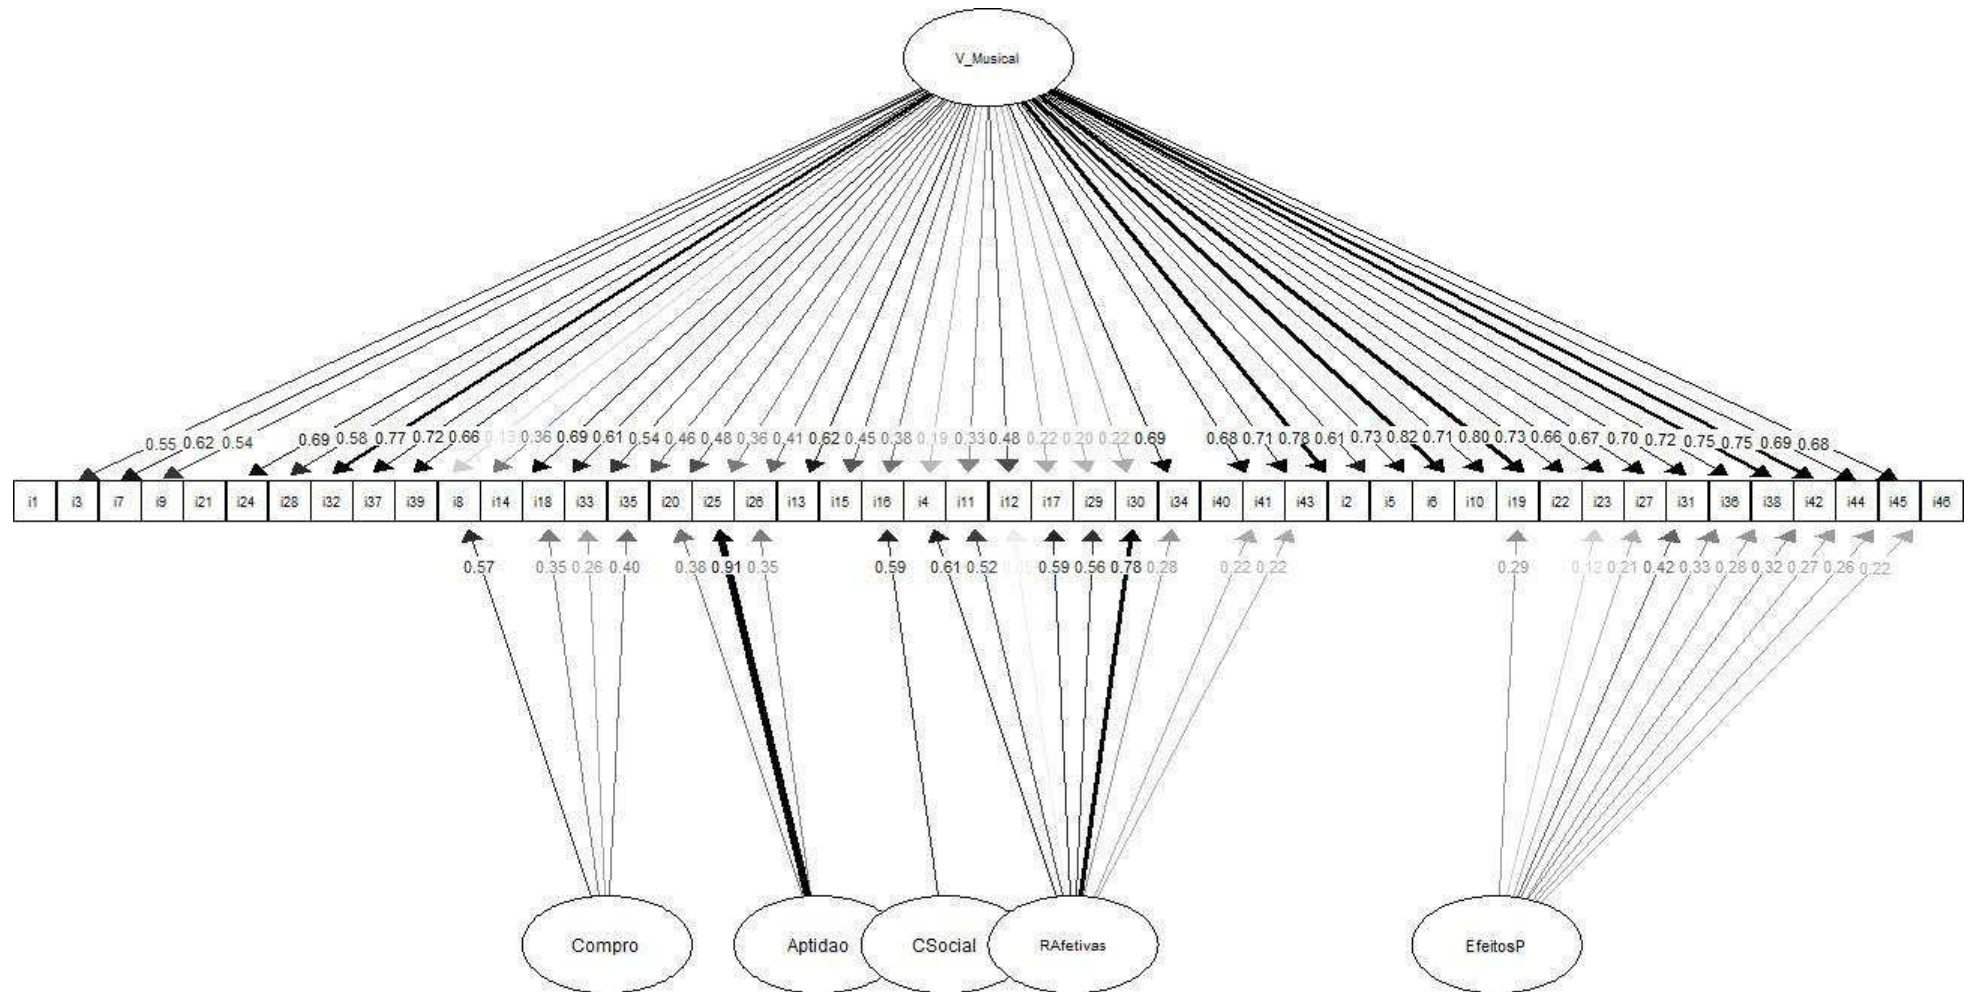 V_Musical
0.55 0.62 0.54 0.69 0.58 0.77 0.72 0.66 0.13 0.36 0.69 0.61 0.54 0.46 0.48 0.36 0.41 0.62 0.45 0.38 0.19 0.33 0.48 0.22 0.20 0.22 0.69 0.68 0.71 0.78 0.61 0.73 0.82 0.71 0.80 0.73 0.66 0.67 0.70 0.72 0.75 0.75 0.69 0.68
i1 i3 i7 i9 i21 i24 i28 i32 i37 i39 i8 i14 i18 i33 i35 i20 i25 i26 i13 i15 i16 i4 i11 i12 i17 i29 i30 i34 i40 i41 i43 i2 i5 i6 i10 i19 i22 i23 i27 i31 i36 i38 i42 i44 i45 i46
0.57 0.35 0.26 0.40 0.38 0.91 0.35 0.59 0.61 0.52 0.59 0.56 0.78 0.28 0.22 0.22 0.29 0.12 0.21 0.42 0.33 0.28 0.32 0.27 0.26 0.22
Compro Aptidao CSocial RAfetivas EfeitosP